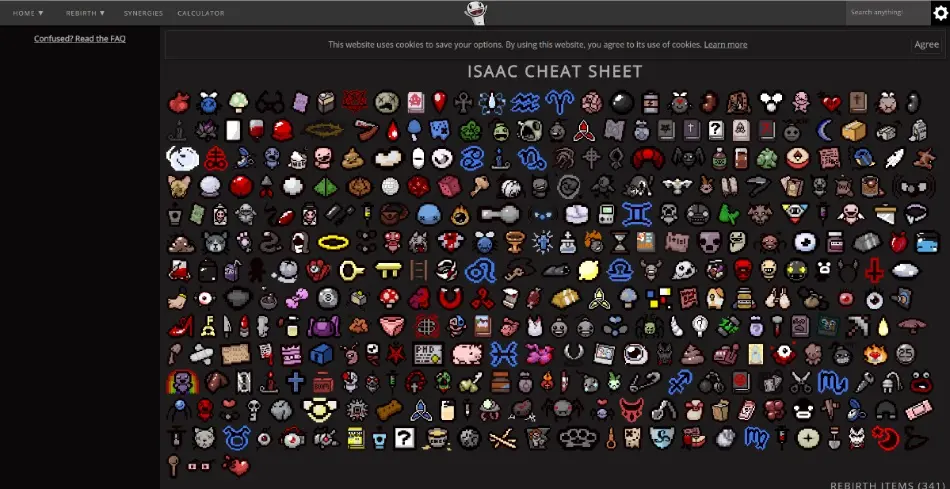 HOME ▼ REBIRTH ▼ SYNERGIES CALCULATOR
Search anything:
Confused? Read the FAQ
This website uses cookies to save your options. By using this website, you agree to its use of cookies. Learn more
Agree
ISAAC CHEAT SHEET
REBIRTH ITEMS (341)